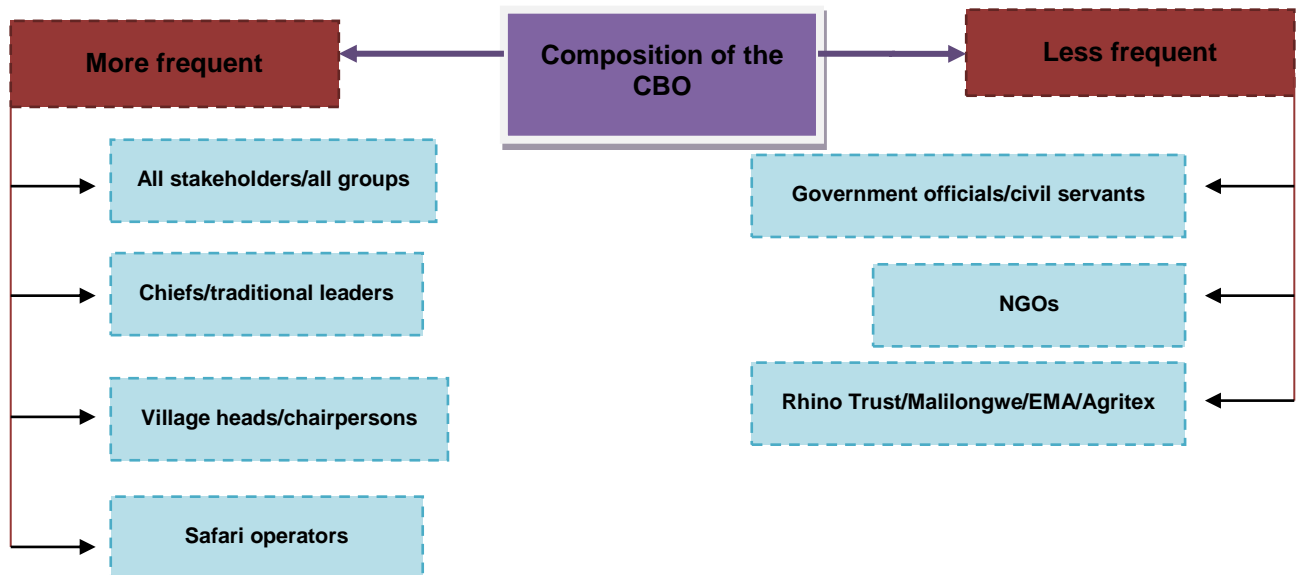 More frequent
Composition of the
CBO
Less frequent
All stakeholders/all groups
Chiefs/traditional leaders
Village heads/chairpersons
Safari operators
Government officials/civil servants
NGOs
Rhino Trust/Malilongwe/EMA/Agritex